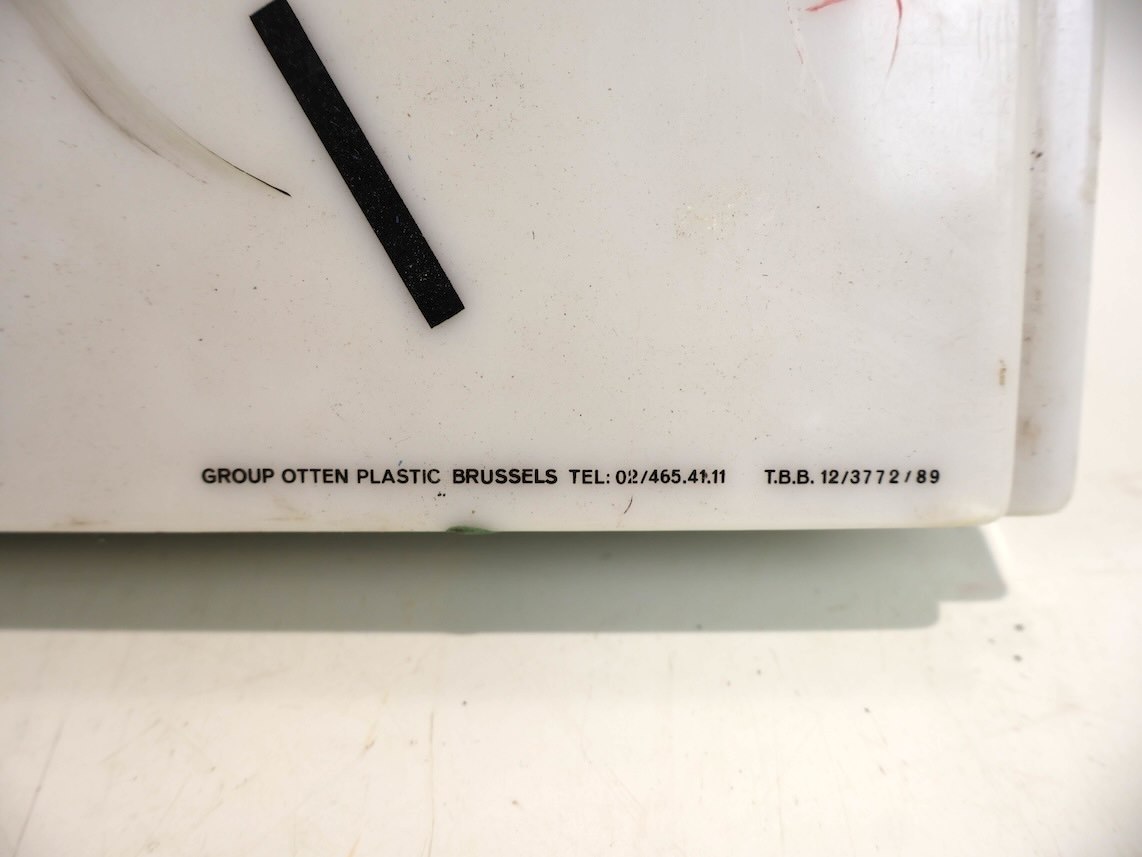 GROUP OTTEN PLASTIC BRUSSELS TEL: 02/465.41.11 T.B.B. 12/3772/89